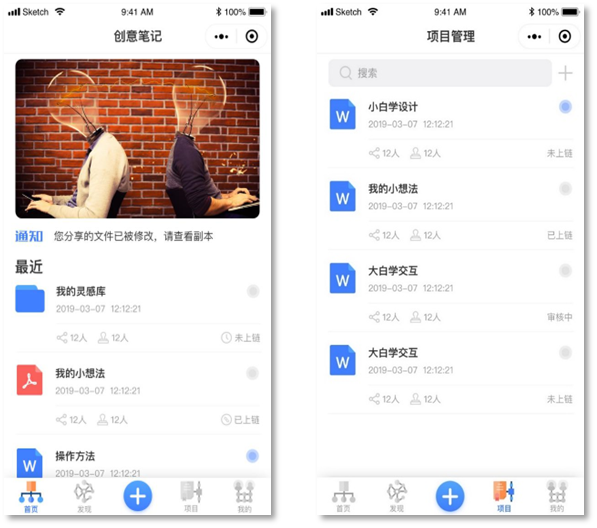 Sketch 9:41 AM 100%
创意笔记
通知 您分享的文件已被修改，请查看副本
最近
我的灵感库
2019-03-07 12:12:21
12人 12人 未上链
我的小想法
2019-03-07 12:12:21
12人 12人 已上链
W 操作方法
2019-03-07 12:12:21
首页 发现 项目 我的
Sketch 9:41 AM 100%
项目管理
搜索
W 小白学设计
2019-03-07 12:12:21
12人 12人 未上链
W 我的小想法
2019-03-07 12:12:21
12人 12人 已上链
W 大白学交互
2019-03-07 12:12:21
12人 12人 审核中
W 大白学交互
2019-03-07 12:12:21
12人 12人 未上链
首页 发现 项目 我的